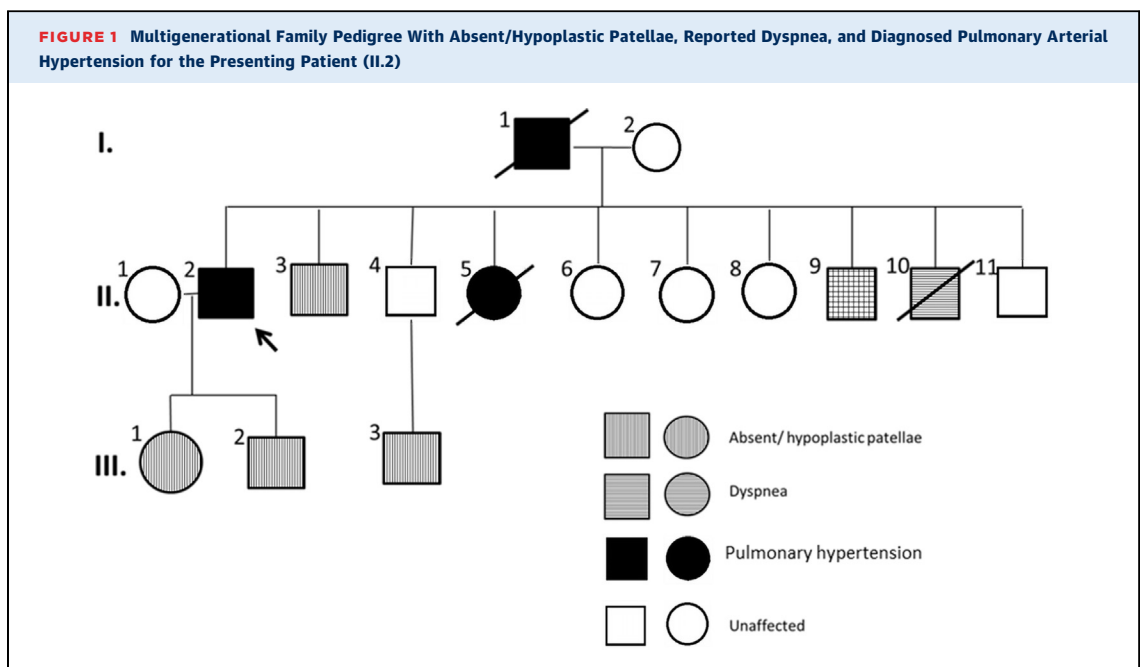 FIGURE 1 Multigenerational Family Pedigree With Absent/Hypoplastic Patellae, Reported Dyspnea, and Diagnosed Pulmonary Arterial
Hypertension for the Presenting Patient (II.2)
I.
1
2
II.
1
2
3
4
5
6
7
8
9
10
11
III.
1
2
3
Absent/ hypoplastic patellae
Dyspnea
Pulmonary hypertension
Unaffected